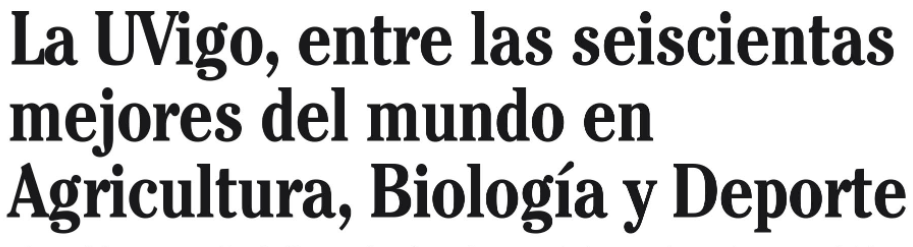 La UVigo, entre las seiscientas
mejores del mundo en
Agricultura, Biología y Deporte